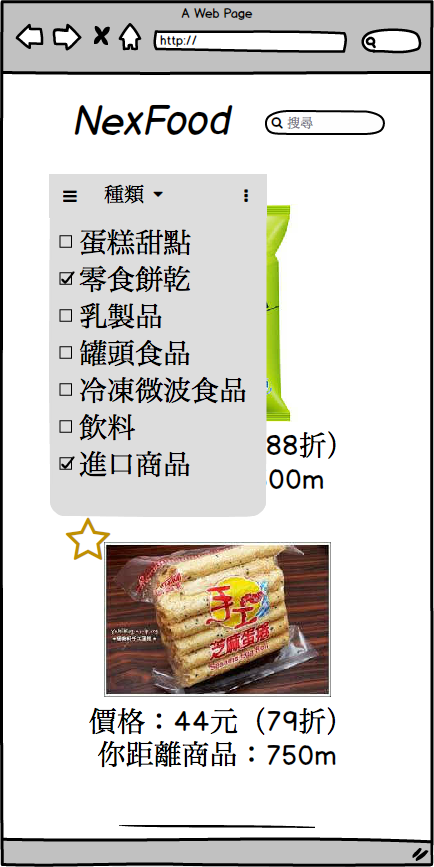 A Web Page
http://
NexFood
搜尋
種類
蛋糕甜點
零食餅乾
乳製品
罐頭食品
冷凍微波食品
飲料
進口商品
88折）
00m
手工
芝麻蛋捲
Sesame Egg Roll
價格：44元（79折）
你距離商品：750m